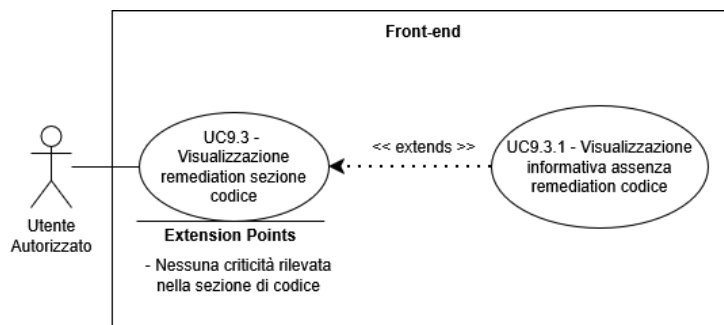 Front-end
UC9.3 -
Visualizzazione
remediation sezione
codice
<< extends >>
UC9.3.1 - Visualizzazione
informativa assenza
remediation codice
Utente
Autorizzato
Extension Points
- Nessuna criticità rilevata
nella sezione di codice